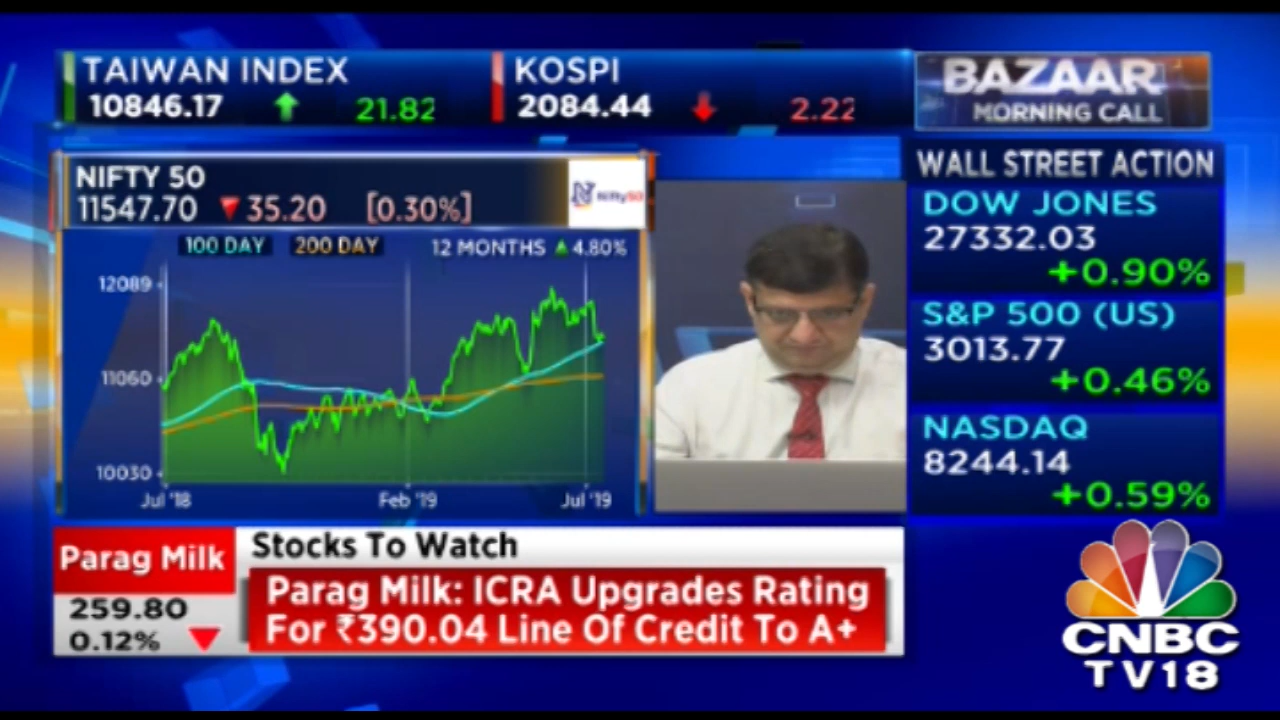 TAIWAN INDEX
10846.17 21.82
KOSPI
2084.44 2.22
BAZAAR
MORNING CALL
NIFTY 50
11547.70 ▼35.20 [0.30%]
nifty50
100 DAY 200 DAY 12 MONTHS ▲4.80%
12089
11060
10030
Jul '18 Feb '19 Jul '19
WALL STREET ACTION
DOW JONES
27332.03
+0.90%
S&P 500 (US)
3013.77
+0.46%
NASDAQ
8244.14
+0.59%
Parag Milk
259.80
0.12% ▼
Stocks To Watch
Parag Milk: ICRA Upgrades Rating
For ₹390.04 Line Of Credit To A+
CNBC
TV18